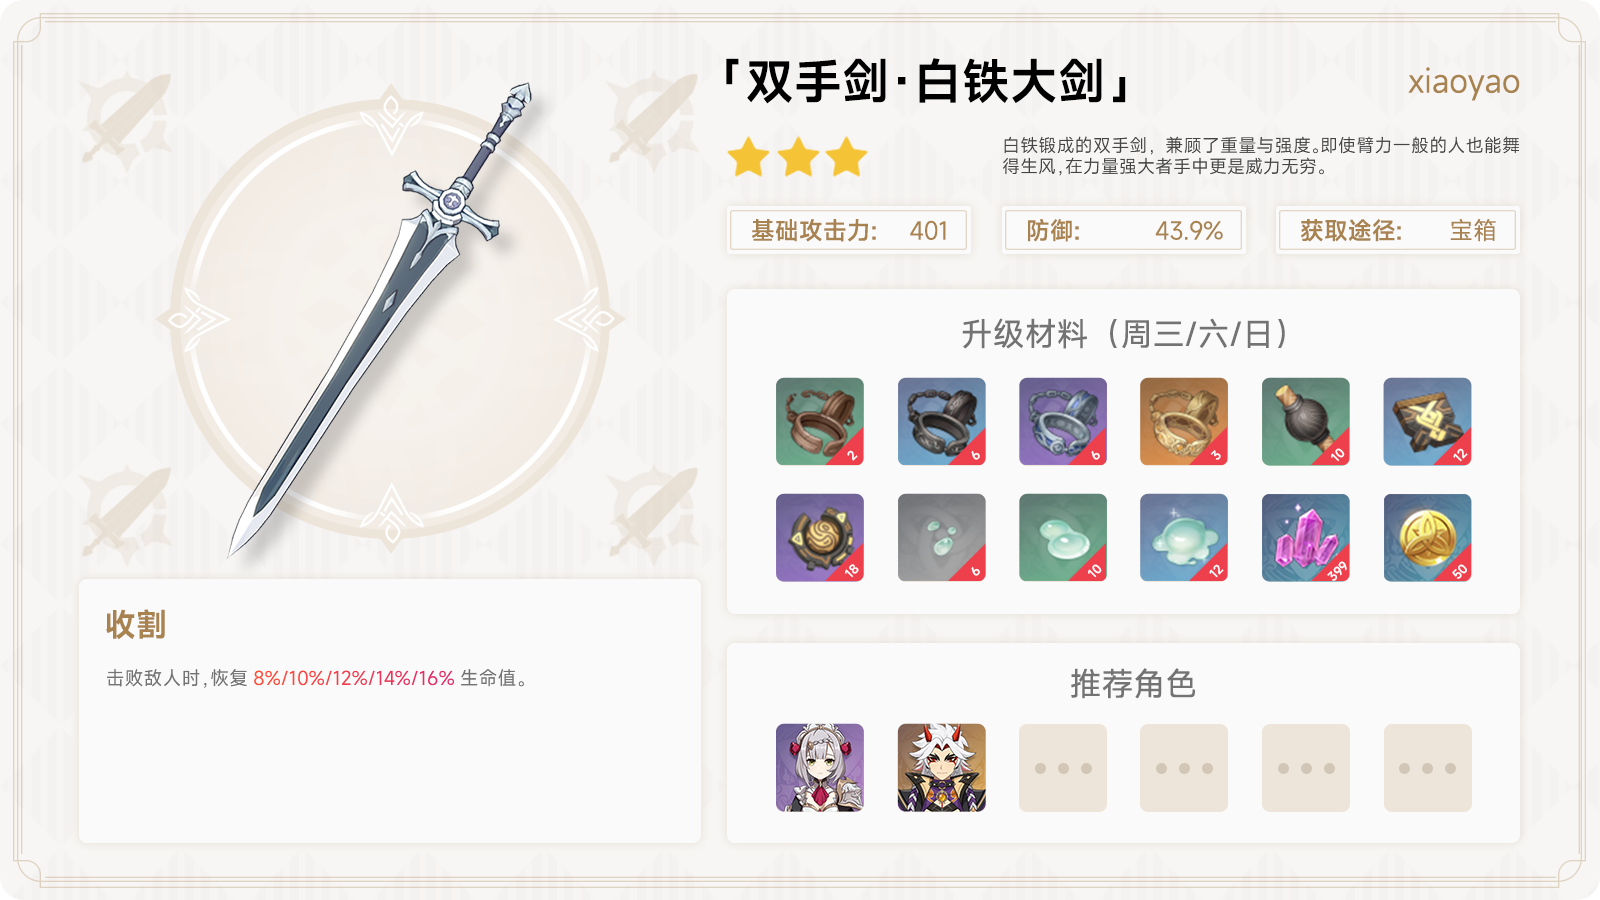 「双手剑·白铁大剑」
xiaoyao
白铁锻成的双手剑，兼顾了重量与强度。即使臂力一般的人也能舞
得生风，在力量强大者手中更是威力无穷。
基础攻击力: 401
防御: 43.9%
获取途径: 宝箱
升级材料（周三/六/日）
2 6 6 3 10 12
18 6 10 12 399 50
收割
击败敌人时，恢复 8%/10%/12%/14%/16% 生命值。
推荐角色